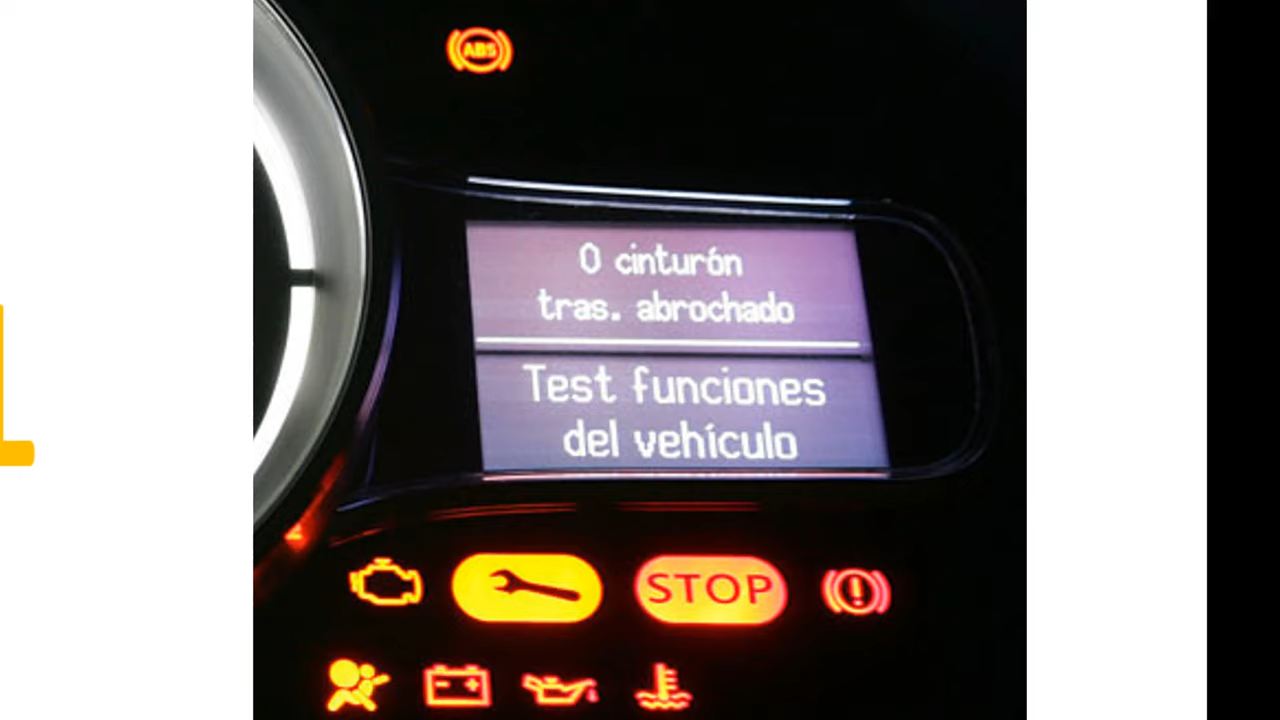 ABS
0 cinturón
tras. abrochado
Test funciones
del vehículo
STOP